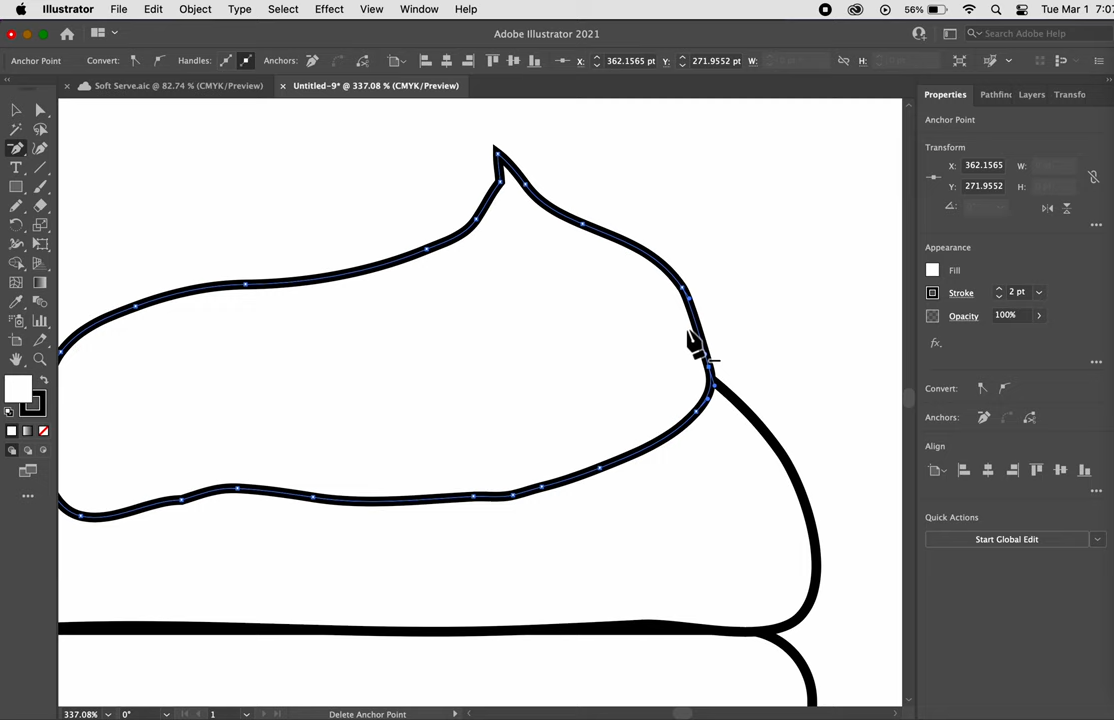 Illustrator File Edit Object Type Select Effect View Window Help 56% Tue Mar 1 7:0
Adobe Illustrator 2021 Search Adobe Help
Anchor Point Convert: Handles: Anchors: X: 362.1565 pt Y: 271.9552 pt W: H:
× Soft Serve.aic @ 82.74 % (CMYK/Preview) × Untitled-9* @ 337.08 % (CMYK/Preview)
Properties Pathfin Layers Transfo
Anchor Point
Transform
X: 362.1565 W:
Y: 271.9552 H:
Appearance
Fill
Stroke 2 pt
Opacity 100%
fx.
Convert:
Anchors:
Align
Quick Actions
Start Global Edit
337.08% 0° 1 Delete Anchor Point